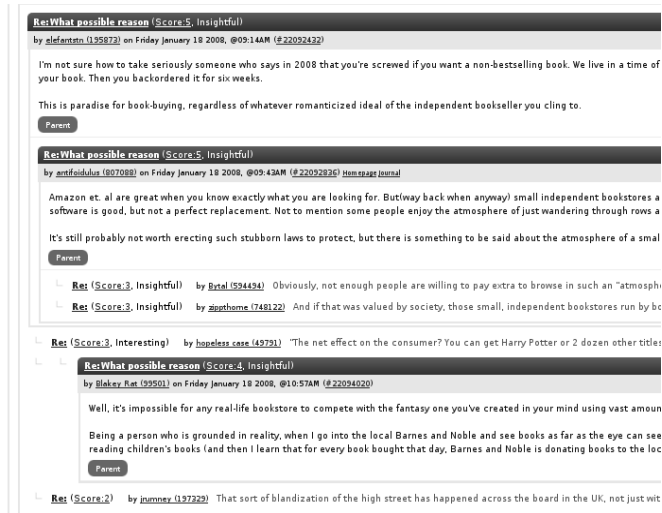 Re:What possible reason (Score:5, Insightful)
by elefantstn (195873) on Friday January 18 2008, @09:14AM (#22092432)
I'm not sure how to take seriously someone who says in 2008 that you're screwed if you want a non-bestselling book. We live in a time of
your book. Then you backordered it for six weeks.
This is paradise for book-buying, regardless of whatever romanticized ideal of the independent bookseller you cling to.
Parent
Re:What possible reason (Score:5, Insightful)
by antifoidulus (807088) on Friday January 18 2008, @09:43AM (#22092836) Homepage Journal
Amazon et. al are great when you know exactly what you are looking for. But(way back when anyway) small independent bookstores a
software is good, but not a perfect replacement. Not to mention some people enjoy the atmosphere of just wandering through rows a
It's still probably not worth erecting such stubborn laws to protect, but there is something to be said about the atmosphere of a smal
Parent
Re: (Score:3, Insightful) by Bytal (594494) Obviously, not enough people are willing to pay extra to browse in such an "atmosphe
Re: (Score:3, Insightful) by zippthorne (748122) And if that was valued by society, those small, independent bookstores run by bo
Re: (Score:3, Interesting) by hopeless case (49791) "The net effect on the consumer? You can get Harry Potter or 2 dozen other titles
Re:What possible reason (Score:4, Insightful)
by Blakey Rat (99501) on Friday January 18 2008, @10:57AM (#22094020)
Well, it's impossible for any real-life bookstore to compete with the fantasy one you've created in your mind using vast amoun
Being a person who is grounded in reality, when I go into the local Barnes and Noble and see books as far as the eye can see
reading children's books (and then I learn that for every book bought that day, Barnes and Noble is donating books to the loc
Parent
Re: (Score:2) by jrumney (197329) That sort of blandization of the high street has happened across the board in the UK, not just wit